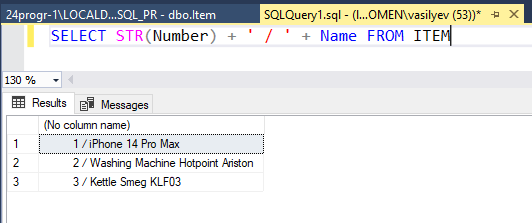 24progr-1\LOCALD...SQL_PR - dbo.Item
SQLQuery1.sql - (l...OMEN\vasilyev (53))*
SELECT STR(Number) + ' / ' + Name FROM ITEM
130 %
Results
Messages
(No column name)
1 1 / iPhone 14 Pro Max
2 2 / Washing Machine Hotpoint Ariston
3 3 / Kettle Smeg KLF03